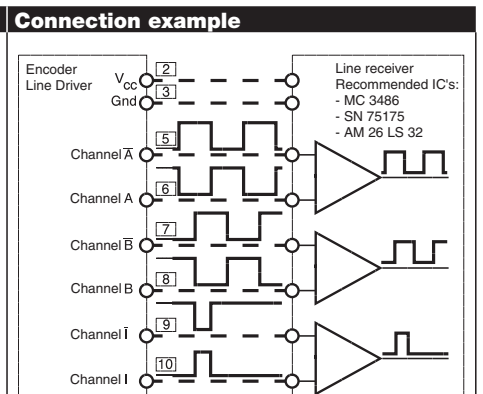 Connection example
Encoder
Line Driver
Vcc
Gnd
2
3
Line receiver
Recommended IC's:
- MC 3486
- SN 75175
- AM 26 LS 32
Channel A̅
5
Channel A
6
Channel B̅
7
Channel B
8
Channel I̅
9
Channel I
10